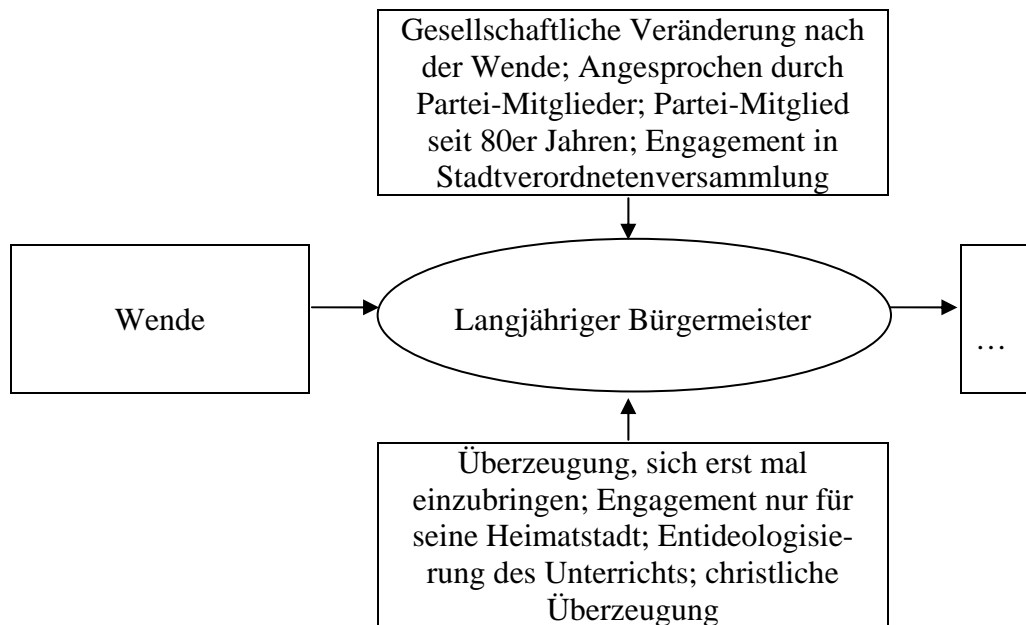 Gesellschaftliche Veränderung nach
der Wende; Angesprochen durch
Partei-Mitglieder; Partei-Mitglied
seit 80er Jahren; Engagement in
Stadtverordnetenversammlung
Wende
Langjähriger Bürgermeister
…
Überzeugung, sich erst mal
einzubringen; Engagement nur für
seine Heimatstadt; Entideologisie-
rung des Unterrichts; christliche
Überzeugung